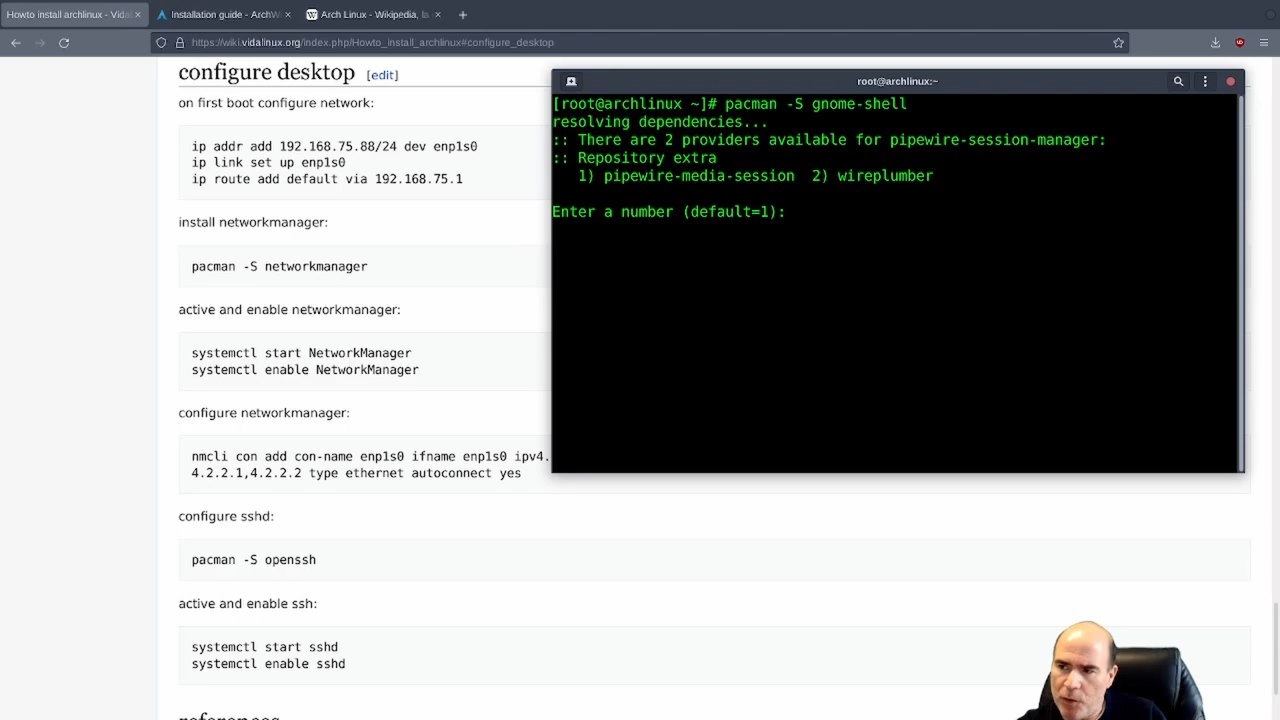 Howto install archlinux - Vida
Installation guide - ArchW
Arch Linux - Wikipedia, la
https://wiki.vidalinux.org/index.php/Howto_install_archlinux#configure_desktop
configure desktop [edit]
on first boot configure network:
ip addr add 192.168.75.88/24 dev enp1s0
ip link set up enp1s0
ip route add default via 192.168.75.1
install networkmanager:
pacman -S networkmanager
active and enable networkmanager:
systemctl start NetworkManager
systemctl enable NetworkManager
configure networkmanager:
nmcli con add con-name enp1s0 ifname enp1s0 ipv4.
4.2.2.1,4.2.2.2 type ethernet autoconnect yes
configure sshd:
pacman -S openssh
active and enable ssh:
systemctl start sshd
systemctl enable sshd
references
root@archlinux:~
[root@archlinux ~]# pacman -S gnome-shell
resolving dependencies...
:: There are 2 providers available for pipewire-session-manager:
:: Repository extra
1) pipewire-media-session 2) wireplumber
Enter a number (default=1):